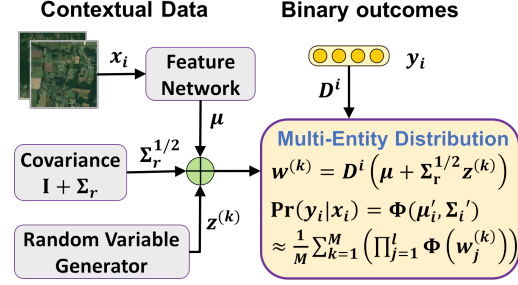 Contextual Data
Binary outcomes
x_i
Feature
Network
y_i
D^i
μ
Multi-Entity Distribution
Covariance
I + Σ_r
Σ_r^{1/2}
w^{(k)} = D^i(μ + Σ_r^{1/2} z^{(k)})
z^{(k)}
Pr(y_i|x_i) = Φ(μ_i′, Σ_i′)
Random Variable
Generator
≈ 1/M Σ_{k=1}^{M} (∏_{j=1}^{l} Φ(w_j^{(k)}))